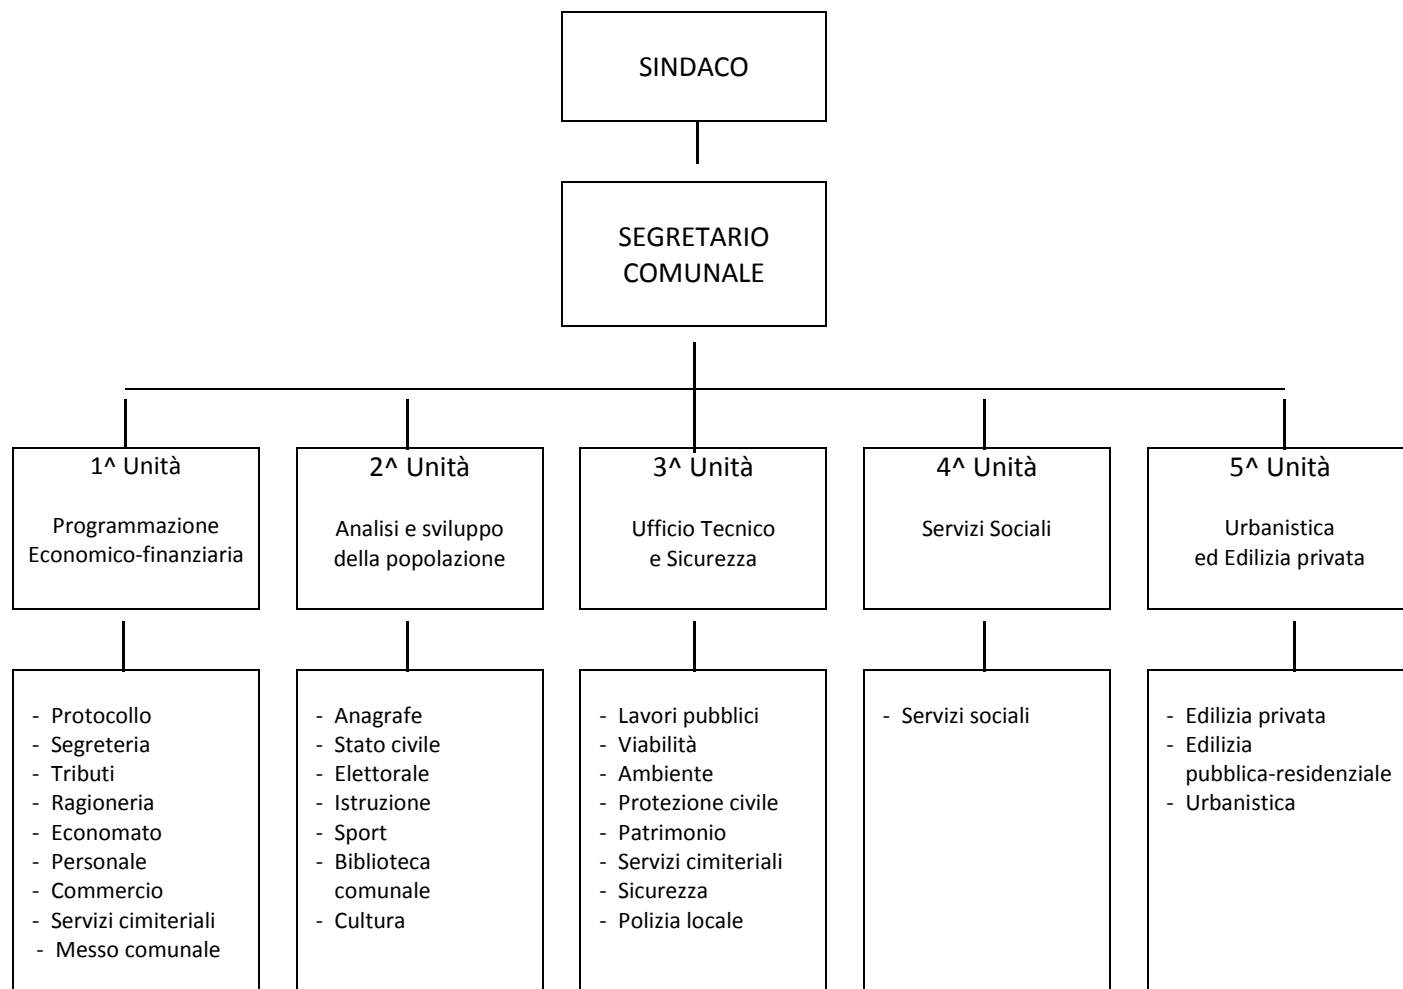 SINDACO
SEGRETARIO
COMUNALE
1^ Unità
Programmazione
Economico-finanziaria
2^ Unità
Analisi e sviluppo
della popolazione
3^ Unità
Ufficio Tecnico
e Sicurezza
4^ Unità
Servizi Sociali
5^ Unità
Urbanistica
ed Edilizia privata
- Protocollo
- Segreteria
- Tributi
- Ragioneria
- Economato
- Personale
- Commercio
- Servizi cimiteriali
- Messo comunale
- Anagrafe
- Stato civile
- Elettorale
- Istruzione
- Sport
- Biblioteca
comunale
- Cultura
- Lavori pubblici
- Viabilità
- Ambiente
- Protezione civile
- Patrimonio
- Servizi cimiteriali
- Sicurezza
- Polizia locale
- Servizi sociali
- Edilizia privata
- Edilizia
pubblica-residenziale
- Urbanistica